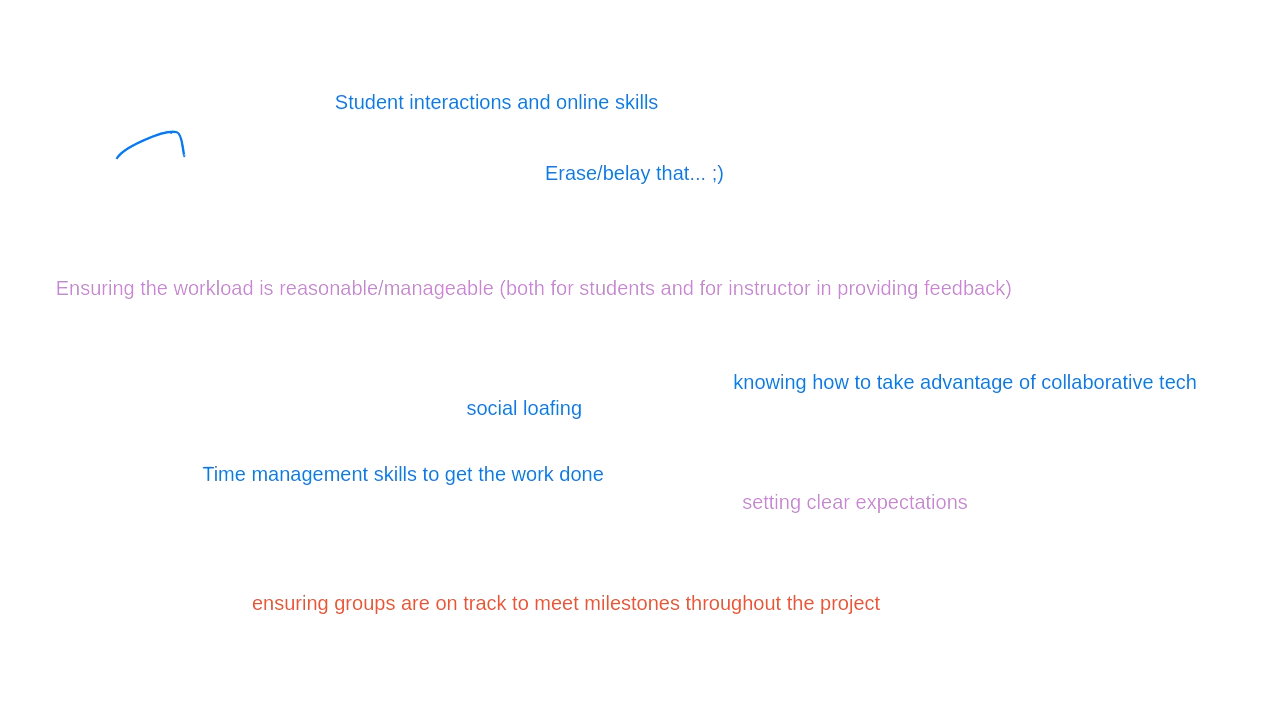 Student interactions and online skills
Erase/belay that... ;)
Ensuring the workload is reasonable/manageable (both for students and for instructor in providing feedback)
knowing how to take advantage of collaborative tech
social loafing
Time management skills to get the work done
setting clear expectations
ensuring groups are on track to meet milestones throughout the project